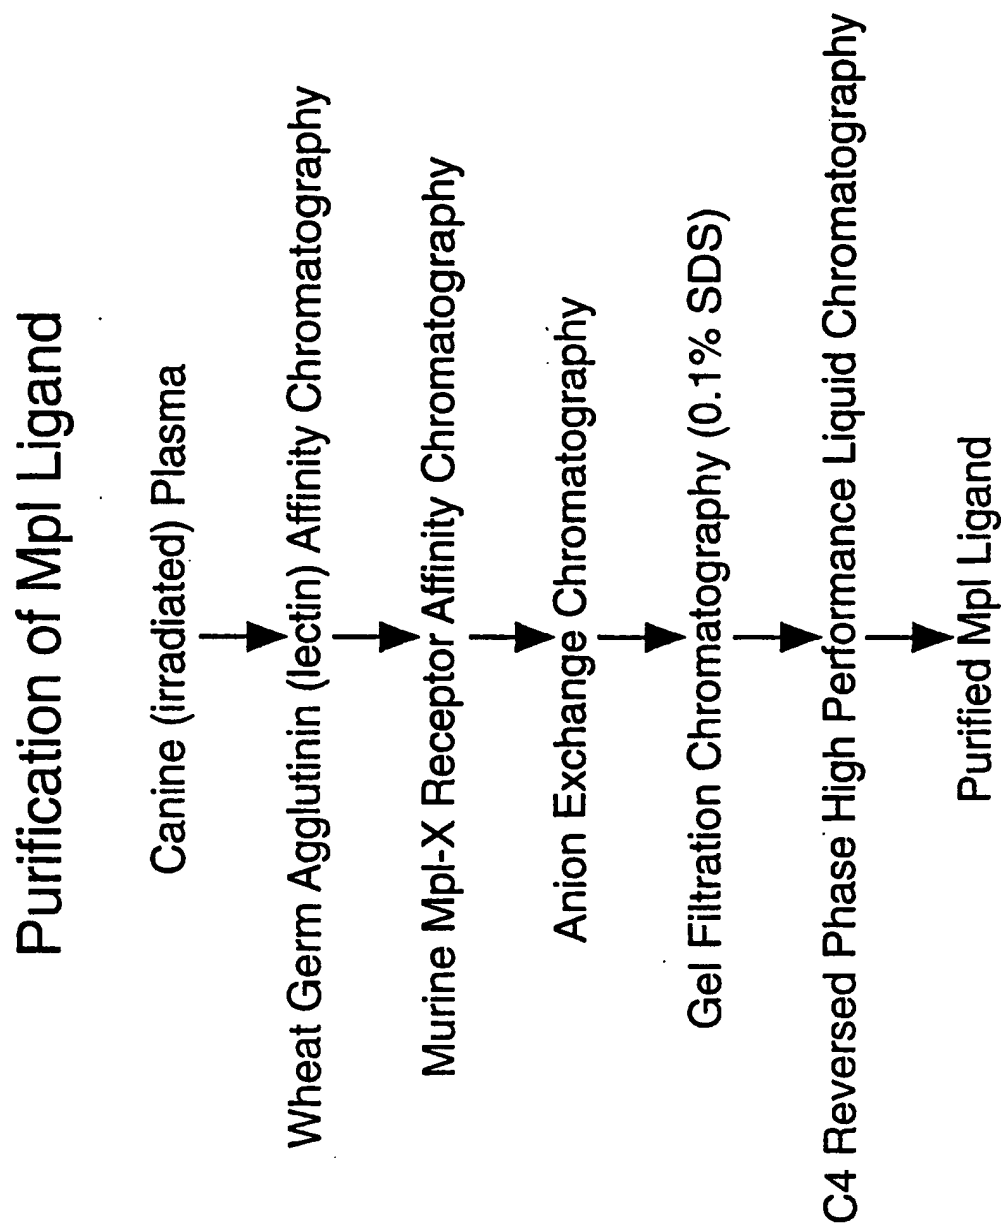 Purification of Mpl Ligand
Canine (irradiated) Plasma
Wheat Germ Agglutinin (lectin) Affinity Chromatography
Murine Mpl-X Receptor Affinity Chromatography
Anion Exchange Chromatography
Gel Filtration Chromatography (0.1% SDS)
C4 Reversed Phase High Performance Liquid Chromatography
Purified Mpl Ligand